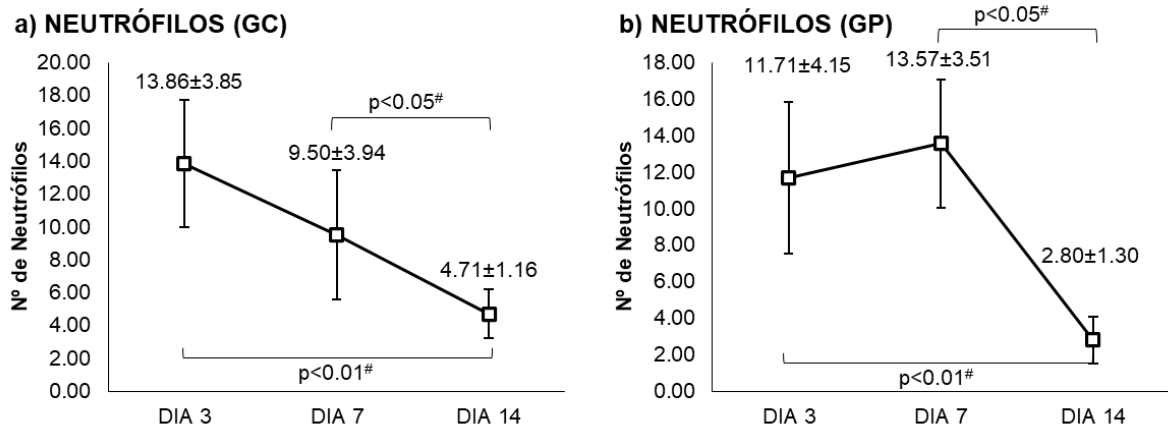 a) NEUTRÓFILOS (GC)
Nº de Neutrófilos
20.00
18.00
16.00
14.00
12.00
10.00
8.00
6.00
4.00
2.00
0.00
13.86±3.85
9.50±3.94
4.71±1.16
p<0.05#
p<0.01#
DIA 3
DIA 7
DIA 14
b) NEUTRÓFILOS (GP)
Nº de Neutrófilos
18.00
16.00
14.00
12.00
10.00
8.00
6.00
4.00
2.00
0.00
11.71±4.15
13.57±3.51
2.80±1.30
p<0.05#
p<0.01#
DIA 3
DIA 7
DIA 14